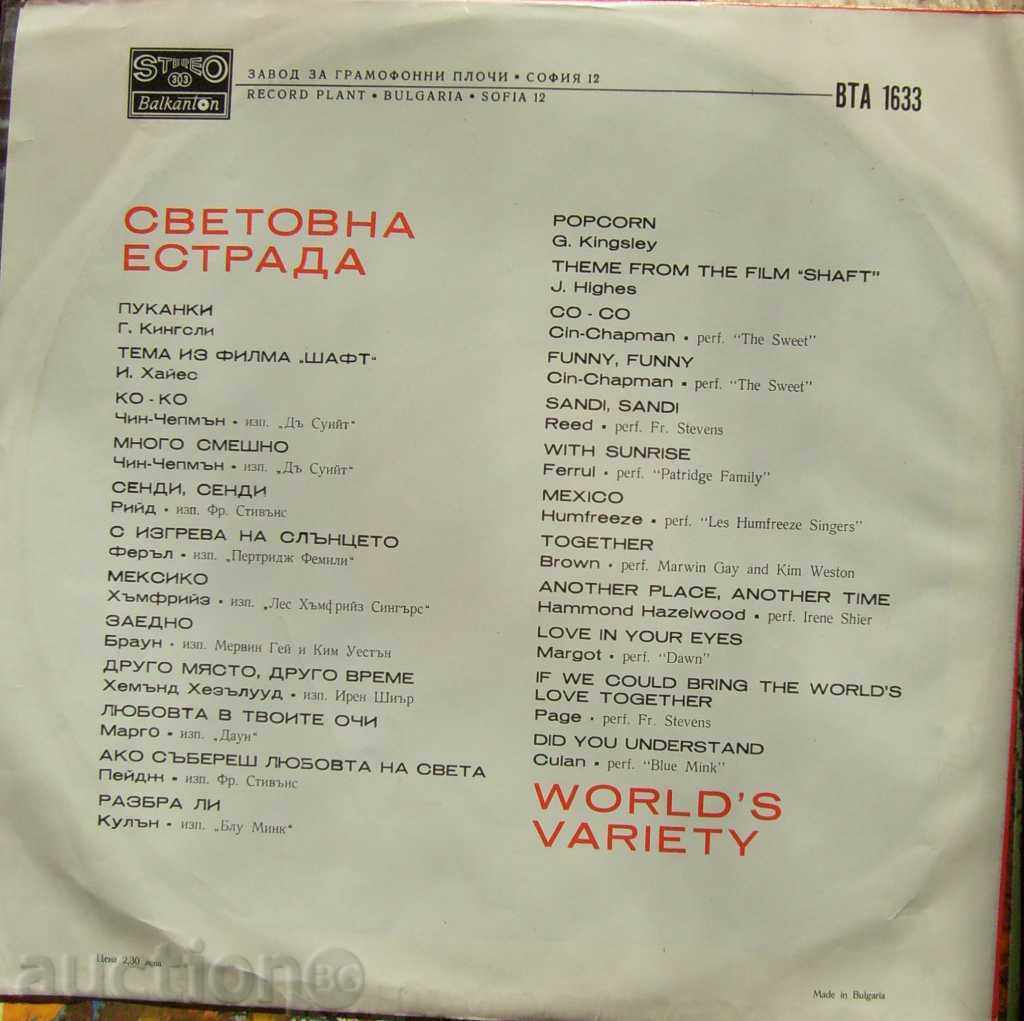 STEREO
33
Balkanton
ЗАВОД ЗА ГРАМОФОННИ ПЛОЧИ • СОФИЯ 12
RECORD PLANT • BULGARIA • SOFIA 12
ВТА 1633
СВЕТОВНА
ЕСТРАДА
ПУКАНКИ
Г. Кингсли
ТЕМА ИЗ ФИЛМА „ШАФТ“
И. Хайес
КО - КО
Чин-Чепмън • изп. „Дъ Суийт“
МНОГО СМЕШНО
Чин-Чепмън • изп. „Дъ Суийт“
СЕНДИ, СЕНДИ
Рийд • изп. Фр. Стивънс
С ИЗГРЕВА НА СЛЪНЦЕТО
Феръл • изп. „Пертридж Фемили“
МЕКСИКО
Хъмфрийз • изп. „Лес Хъмфрийз Сингърс“
ЗАЕДНО
Браун • изп. Мервин Гей и Ким Уестън
ДРУГО МЯСТО, ДРУГО ВРЕМЕ
Хемънд Хезълууд • изп. Ирен Шиър
ЛЮБОВТА В ТВОИТЕ ОЧИ
Марго • изп. „Даун“
АКО СЪБЕРЕШ ЛЮБОВТА НА СВЕТА
Пейдж • изп. Фр. Стивънс
РАЗБРА ЛИ
Кулън • изп. „Блу Минк“
POPCORN
G. Kingsley
THEME FROM THE FILM “SHAFT”
J. Highes
CO - CO
Cin-Chapman • perf. “The Sweet”
FUNNY, FUNNY
Cin-Chapman • perf. “The Sweet”
SANDI, SANDI
Reed • perf. Fr. Stevens
WITH SUNRISE
Ferrul • perf. “Patridge Family”
MEXICO
Humfreeze • perf. “Les Humfreeze Singers”
TOGETHER
Brown • perf. Marwin Gay and Kim Weston
ANOTHER PLACE, ANOTHER TIME
Hammond Hazelwood • perf. Irene Shier
LOVE IN YOUR EYES
Margot • perf. “Dawn”
IF WE COULD BRING THE WORLD'S
LOVE TOGETHER
Page • perf. Fr. Stevens
DID YOU UNDERSTAND
Culan • perf. “Blue Mink”
WORLD'S
VARIETY
Цена 2,30 лева
auctionBG
Made in Bulgaria